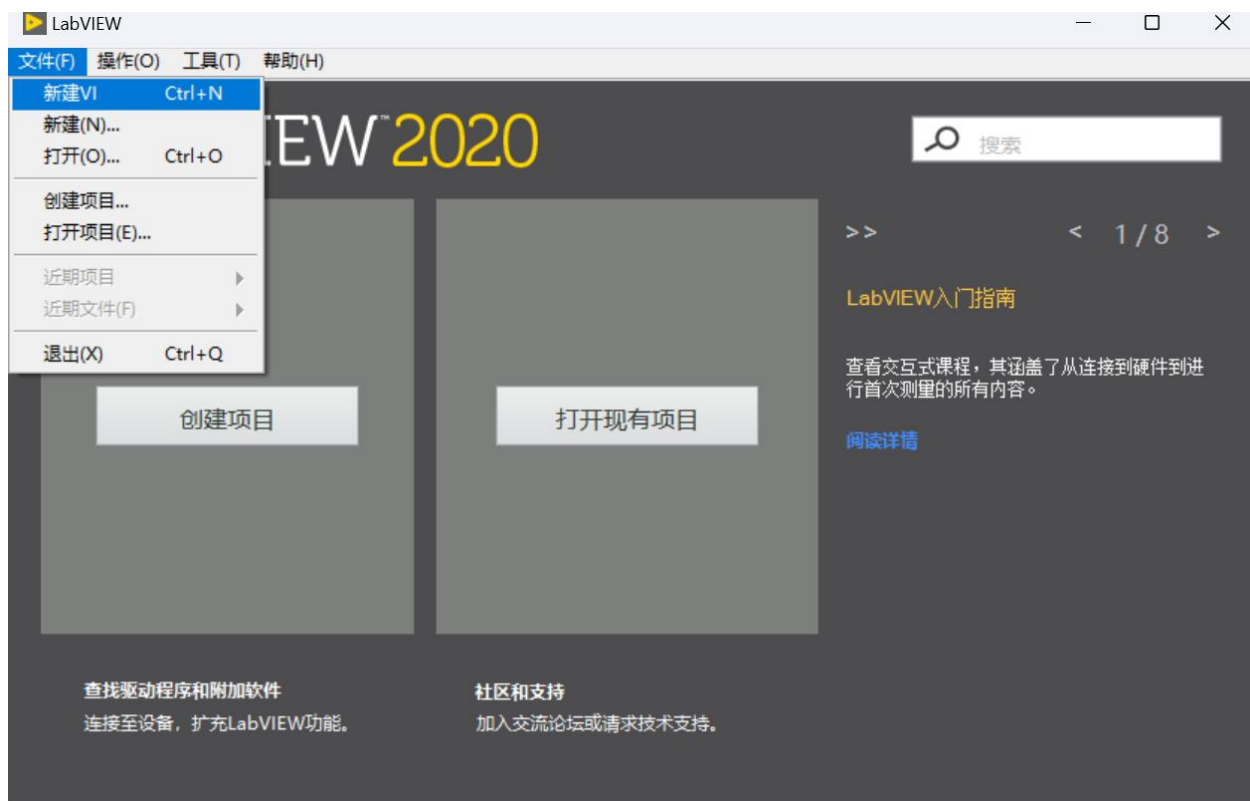 LabVIEW
文件(F) 操作(O) 工具(T) 帮助(H)
新建VI Ctrl+N
新建(N)...
打开(O)... Ctrl+O
创建项目...
打开项目(E)...
近期项目
近期文件(F)
退出(X) Ctrl+Q
EW™2020
搜索
创建项目
打开现有项目
>> < 1/8 >
LabVIEW入门指南
查看交互式课程，其涵盖了从连接到硬件到进
行首次测量的所有内容。
阅读详情
查找驱动程序和附加软件
连接至设备，扩充LabVIEW功能。
社区和支持
加入交流论坛或请求技术支持。